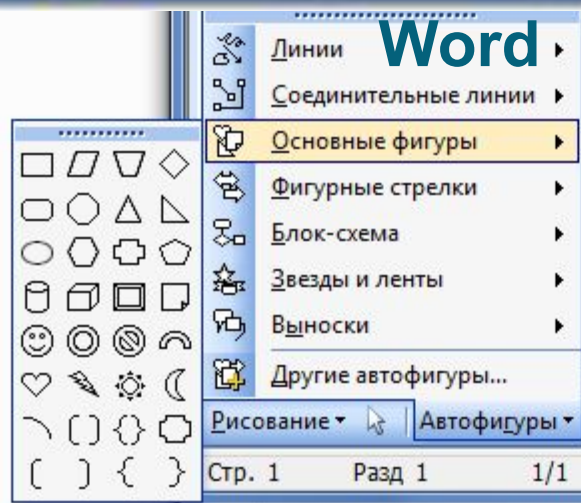 Word
Линии
Соединительные линии
Основные фигуры
Фигурные стрелки
Блок-схема
Звезды и ленты
Выноски
Другие автофигуры...
Рисование Автофигуры
Стр. 1 Разд 1 1/1